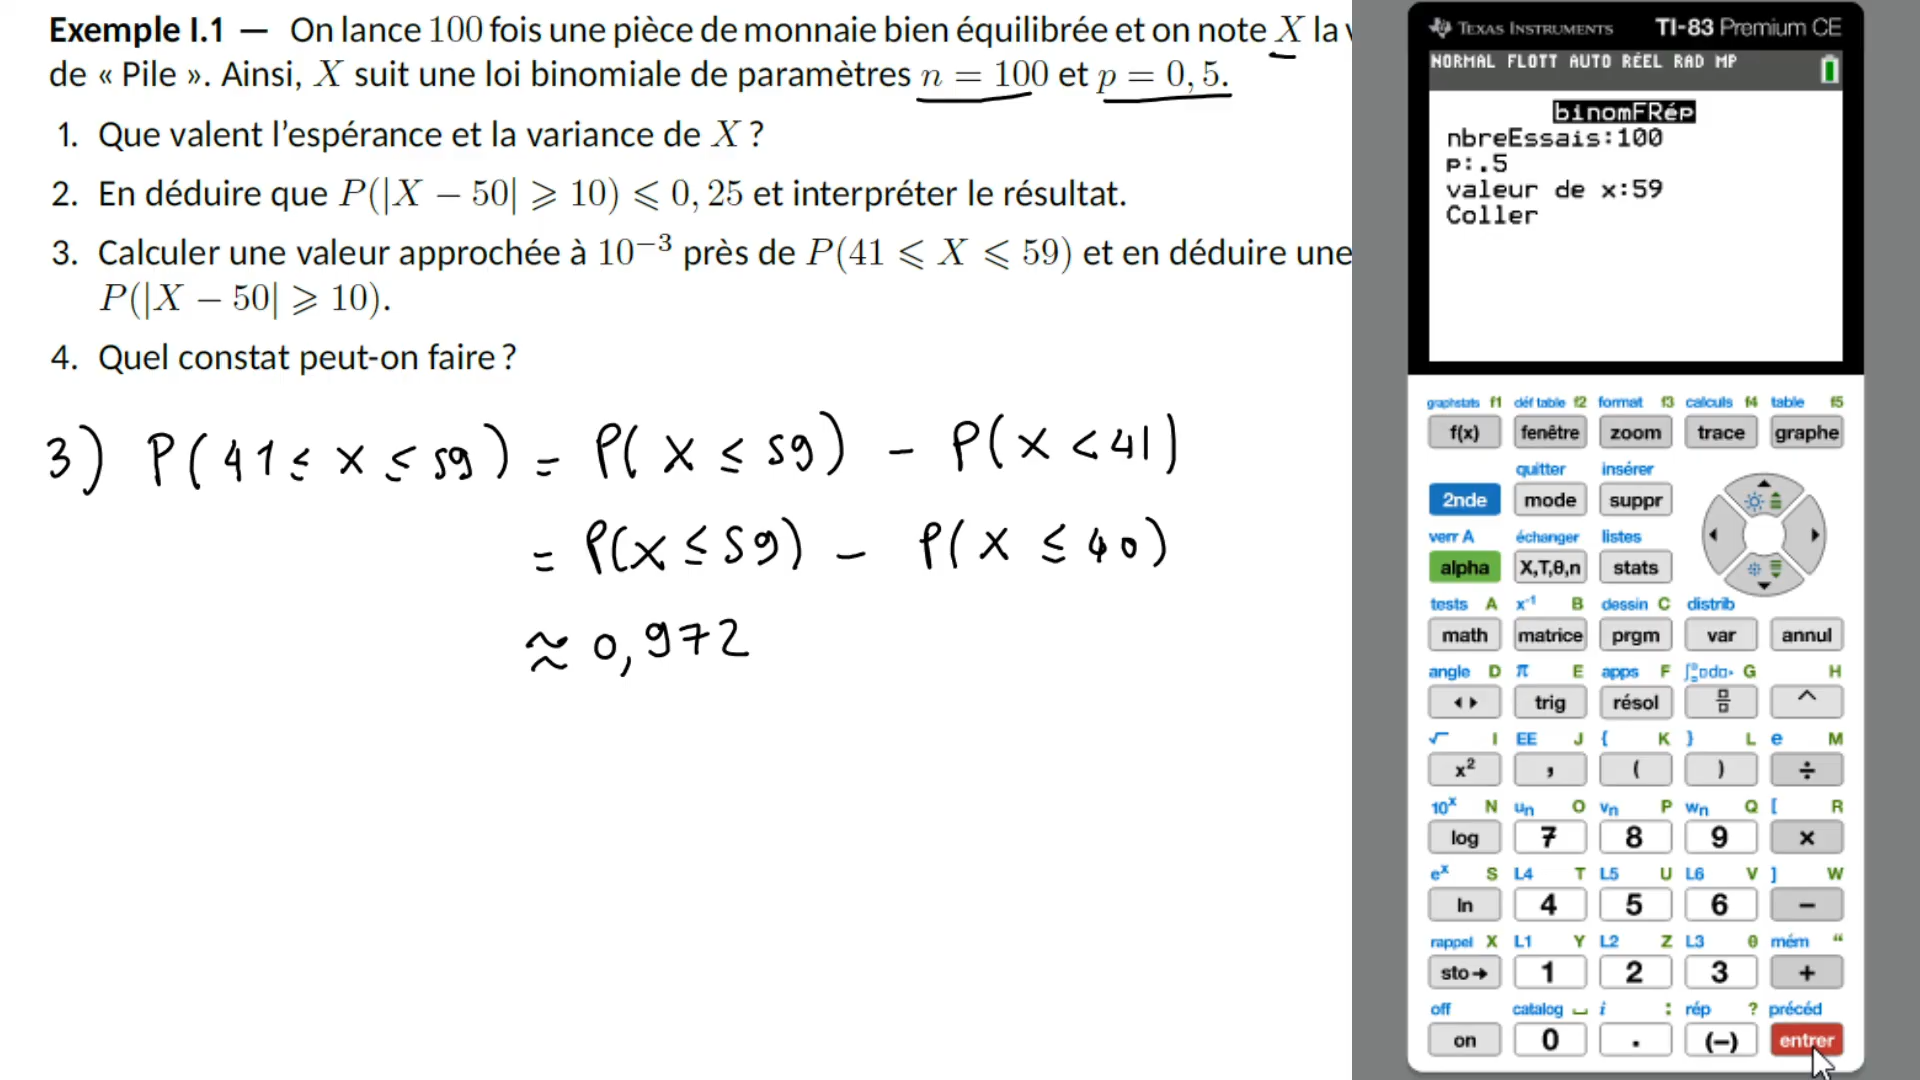 Exemple I.1 — On lance 100 fois une pièce de monnaie bien équilibrée et on note X la
de « Pile ». Ainsi, X suit une loi binomiale de paramètres n = 100 et p = 0, 5.
1. Que valent l'espérance et la variance de X ?
2. En déduire que P(|X − 50| ⩾ 10) ⩽ 0, 25 et interpréter le résultat.
3. Calculer une valeur approchée à 10⁻³ près de P(41 ⩽ X ⩽ 59) et en déduire une
P(|X − 50| ⩾ 10).
4. Quel constat peut-on faire ?
3) P(41 ≤ X ≤ 59) = P(X ≤ 59) − P(X < 41)
= P(X ≤ 59) − P(X ≤ 40)
≈ 0,972
TEXAS INSTRUMENTS TI-83 Premium CE
NORMAL FLOTT AUTO RÉEL RAD MP
binomFRép
nbreEssais:100
p:.5
valeur de x:59
Coller
graphstats f1 déf table f2 format f3 calculs f4 table f5
f(x) fenêtre zoom trace graphe
quitter insérer
2nde mode suppr
verr A échanger listes
alpha X,T,θ,n stats
tests A x⁻¹ B dessin C distrib
math matrice prgm var annul
angle D π E apps F G H
trig résol ^
√ I EE J { K } L e M
x² , ( ) ÷
10ˣ N uₙ O vₙ P wₙ Q [ R
log 7 8 9 ×
eˣ S L4 T L5 U L6 V ] W
ln 4 5 6 −
rappel X L1 Y L2 Z L3 θ mém “
sto→ 1 2 3 +
off catalog ⎵ i : rép ? précéd
on 0 . (−) entrer